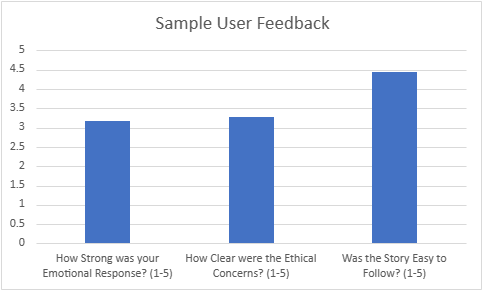 Sample User Feedback
5
4.5
4
3.5
3
2.5
2
1.5
1
0.5
0
How Strong was your
Emotional Response? (1-5)
How Clear were the Ethical
Concerns? (1-5)
Was the Story Easy to
Follow? (1-5)